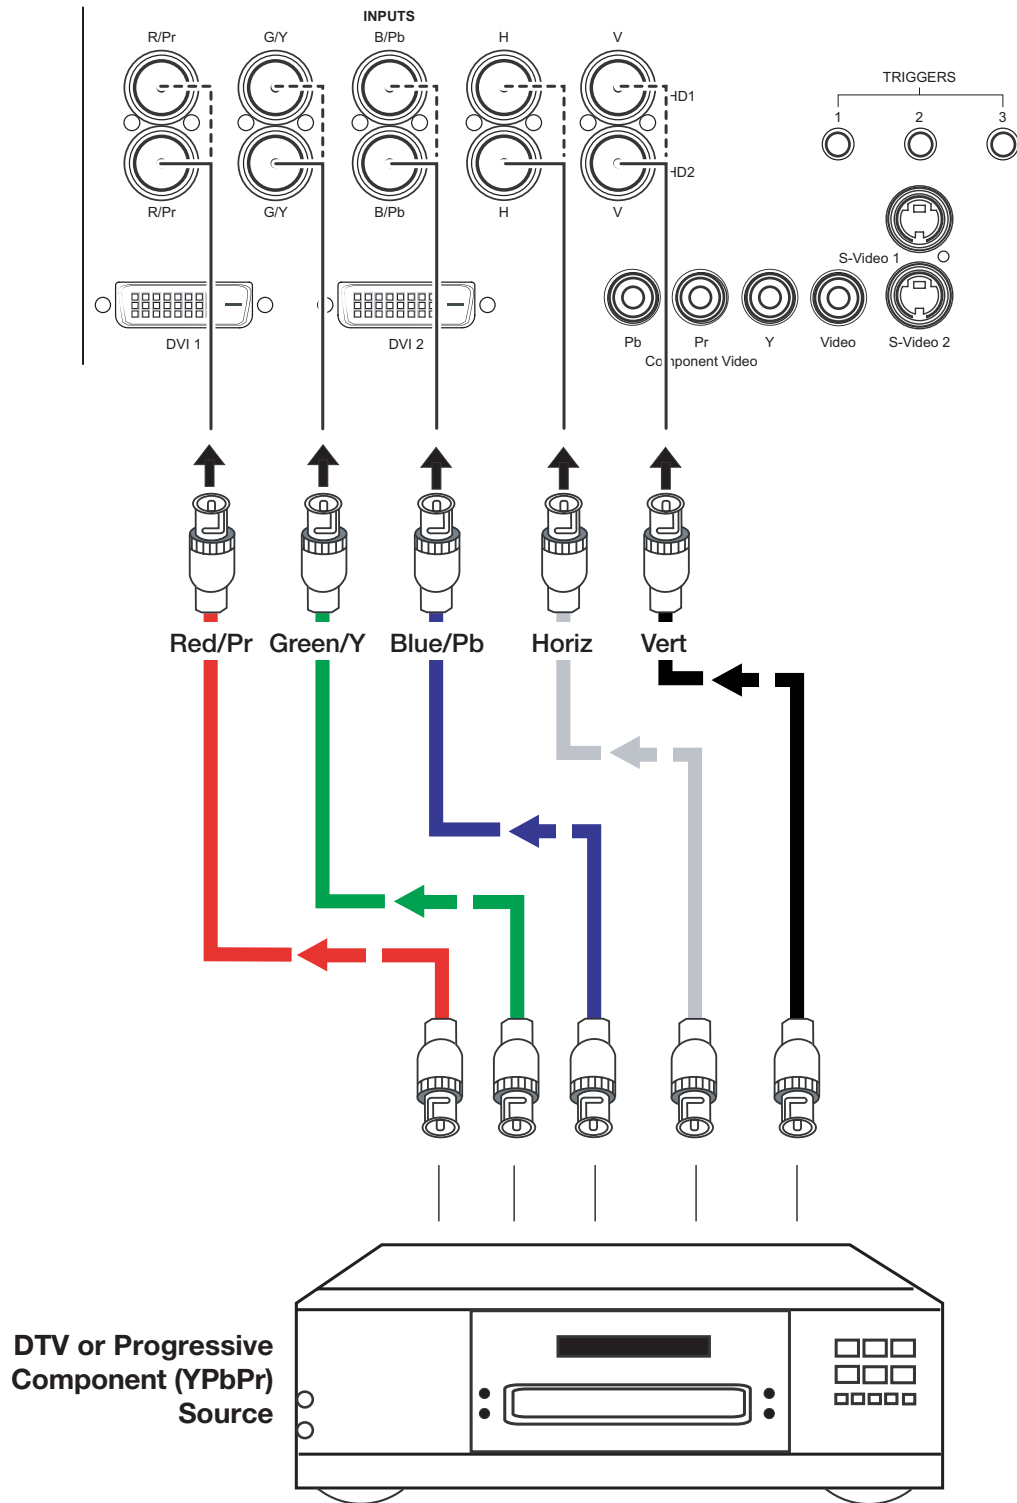 INPUTS
R/Pr G/Y B/Pb H V
HD1
TRIGGERS
1 2 3
HD2
R/Pr G/Y B/Pb H V
S-Video 1
DVI 1 DVI 2
Pb Pr Y Video S-Video 2
Component Video
Red/Pr Green/Y Blue/Pb Horiz Vert
DTV or Progressive
Component (YPbPr)
Source